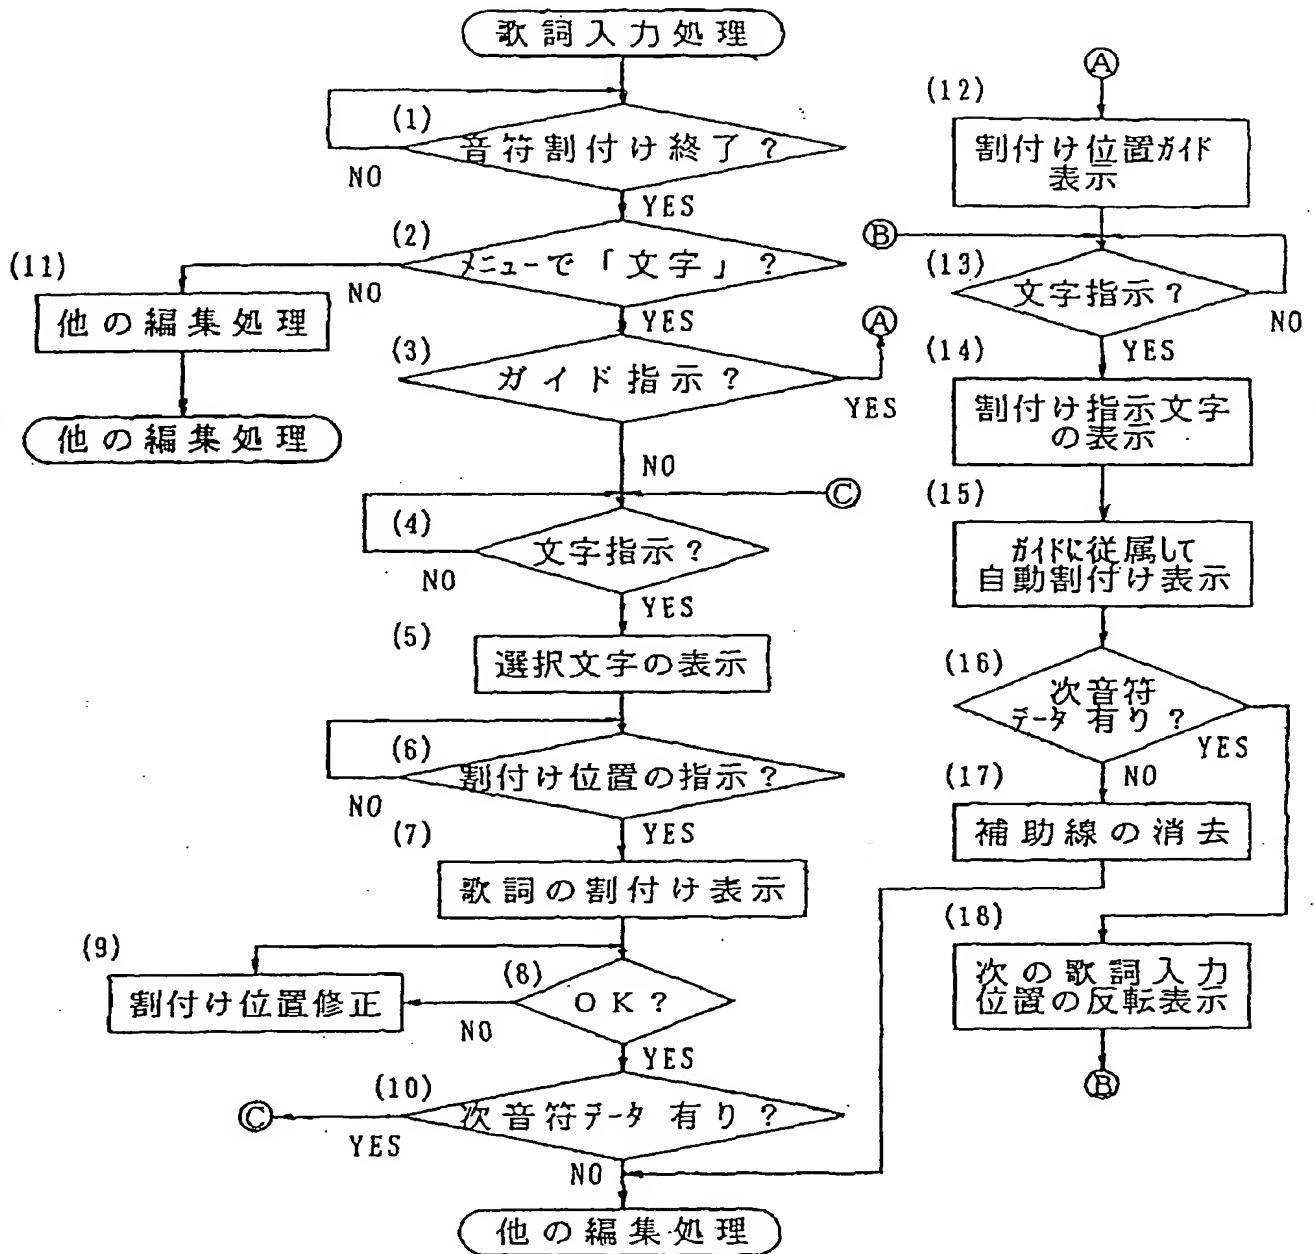 歌詞入力処理
(1)
音符割付け終了?
NO
YES
(2)
メニューで「文字」?
NO
YES
(11)
他の編集処理
他の編集処理
(3)
ガイド指示?
YES
Ⓐ
NO
Ⓒ
(4)
文字指示?
NO
YES
(5)
選択文字の表示
(6)
割付け位置の指示?
NO
YES
(7)
歌詞の割付け表示
(8)
OK?
NO
(9)
割付け位置修正
YES
(10)
次音符データ有り?
Ⓒ
YES
NO
他の編集処理
Ⓐ
(12)
割付け位置ガイド
表示
Ⓑ
(13)
文字指示?
NO
YES
(14)
割付け指示文字
の表示
(15)
ガイドに従属して
自動割付け表示
(16)
次音符
データ有り?
YES
NO
(17)
補助線の消去
(18)
次の歌詞入力
位置の反転表示
Ⓑ